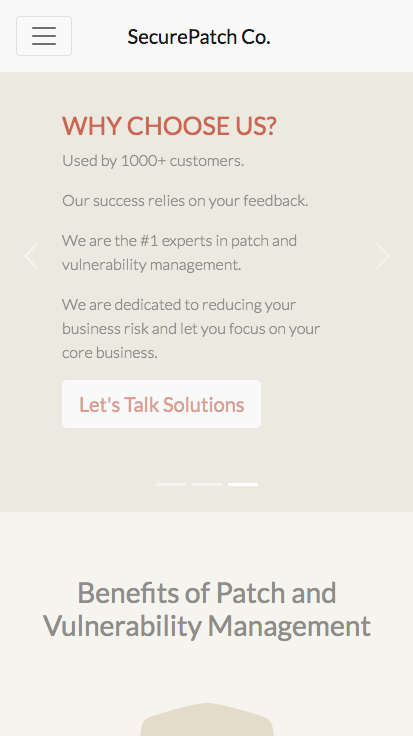 SecurePatch Co.
WHY CHOOSE US?
Used by 1000+ customers.
Our success relies on your feedback.
We are the #1 experts in patch and
vulnerability management.
We are dedicated to reducing your
business risk and let you focus on your
core business.
Let's Talk Solutions
Benefits of Patch and
Vulnerability Management